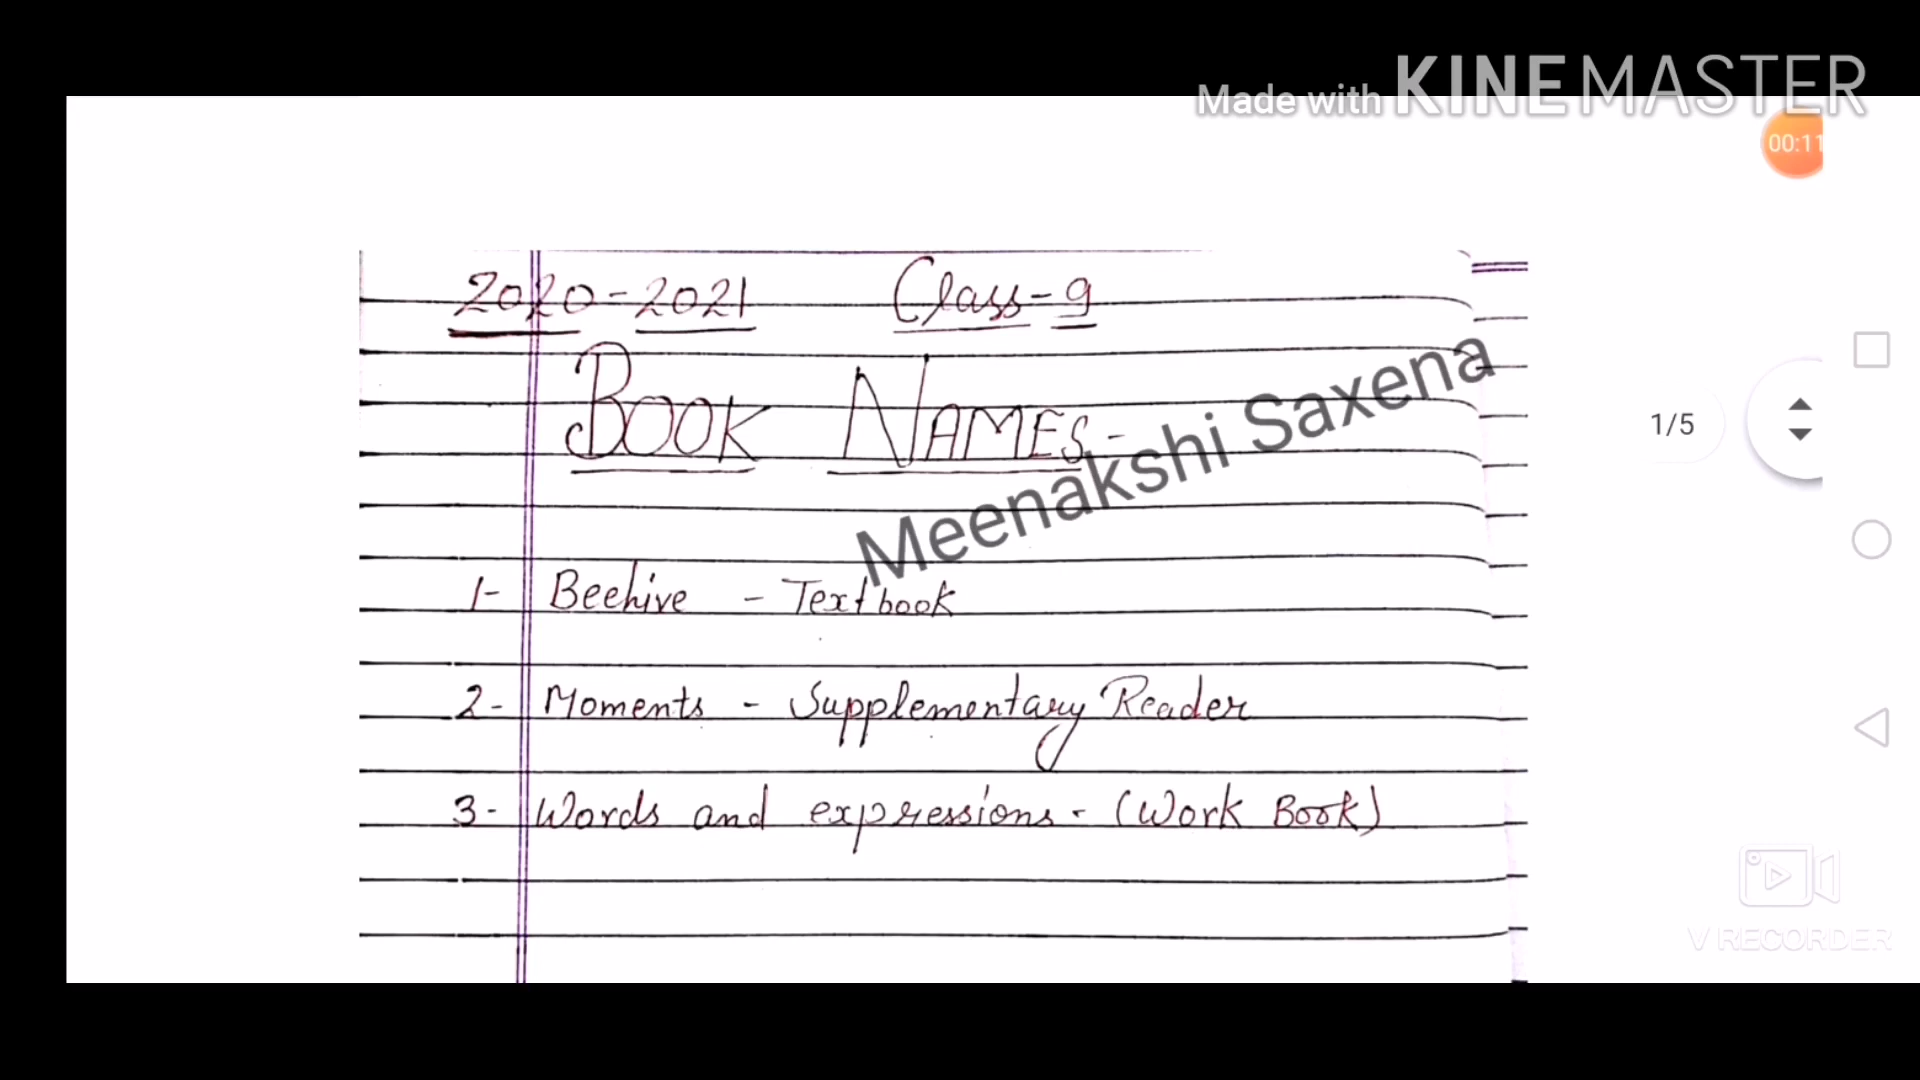 Made with KINEMASTER
00:11
2020-2021 Class-9
BOOK NAMES-
Meenakshi Saxena
1/5
1- Beehive - Textbook
2- Moments - Supplementary Reader
3- Words and expressions - (Work Book)
V RECORDER